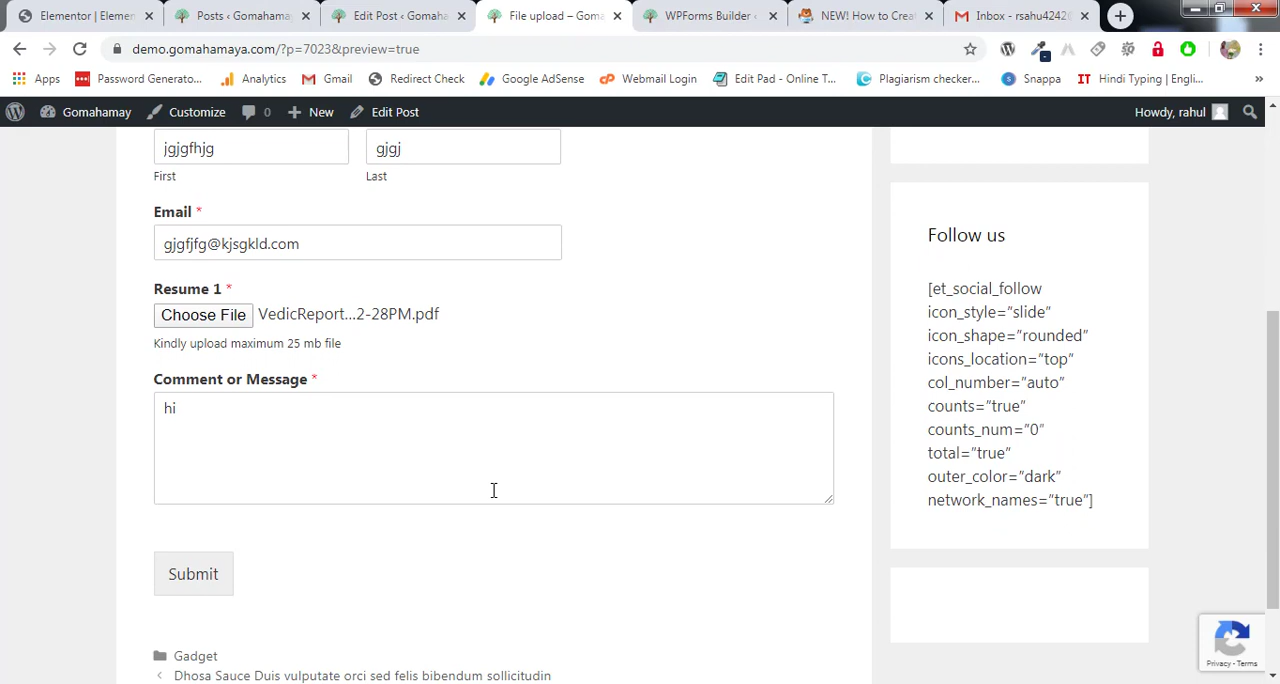 Elementor | Elemen
Posts ‹ Gomahamay
Edit Post ‹ Gomaha
File upload – Goma
WPForms Builder ‹
NEW! How to Creat
Inbox - rsahu4242
demo.gomahamaya.com/?p=7023&preview=true
Apps
Password Generato...
Analytics
Gmail
Redirect Check
Google AdSense
Webmail Login
Edit Pad - Online T...
Plagiarism checker...
Snappa
Hindi Typing | Engli...
»
Gomahamay
Customize
0
New
Edit Post
Howdy, rahul
jgjgfhjg
gjgj
First
Last
Email *
gjgfjfg@kjsgkld.com
Resume 1 *
Choose File VedicReport...2-28PM.pdf
Kindly upload maximum 25 mb file
Comment or Message *
hi
Submit
Gadget
Dhosa Sauce Duis vulputate orci sed felis bibendum sollicitudin
Follow us
[et_social_follow
icon_style="slide"
icon_shape="rounded"
icons_location="top"
col_number="auto"
counts="true"
counts_num="0"
total="true"
outer_color="dark"
network_names="true"]
Privacy - Terms